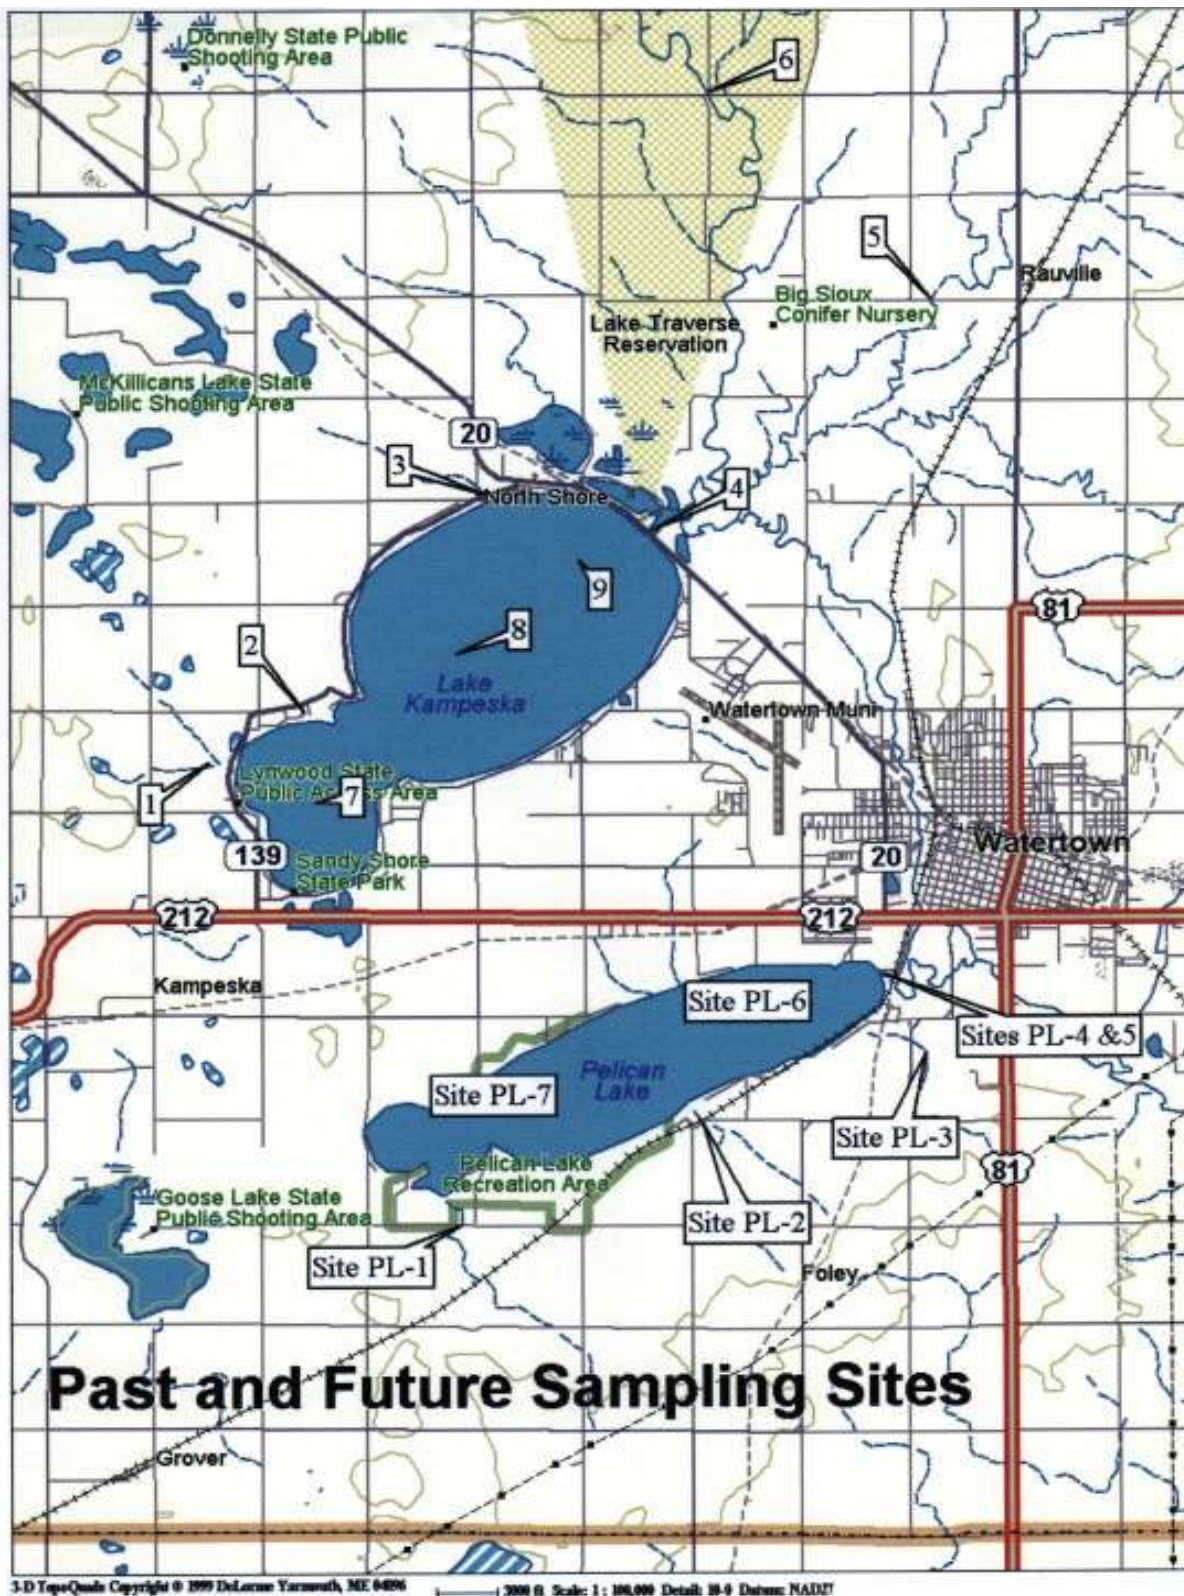 Donnelly State Public
Shooting Area
6
5
Rauville
Big Sioux
Conifer Nursery
Lake Traverse
Reservation
McKillicans Lake State
Public Shooting Area
20
3
North Shore
4
9
81
8
2
Lake
Kampeska
Watertown Muni
Lynwood State
Public Access Area
1
7
139
Sandy Shore
State Park
20
Watertown
212
212
Kampeska
Site PL-6
Sites PL-4 &5
Pelican
Lake
Site PL-7
Site PL-3
Pelican Lake
Recreation Area
81
Goose Lake State
Public Shooting Area
Site PL-2
Site PL-1
Foley
Past and Future Sampling Sites
Grover
3-D TopoQuads Copyright © 1999 DeLorme Yarmouth, ME 04096
3000 ft Scale: 1 : 100,000 Detail: 10-0 Datum: NAD27